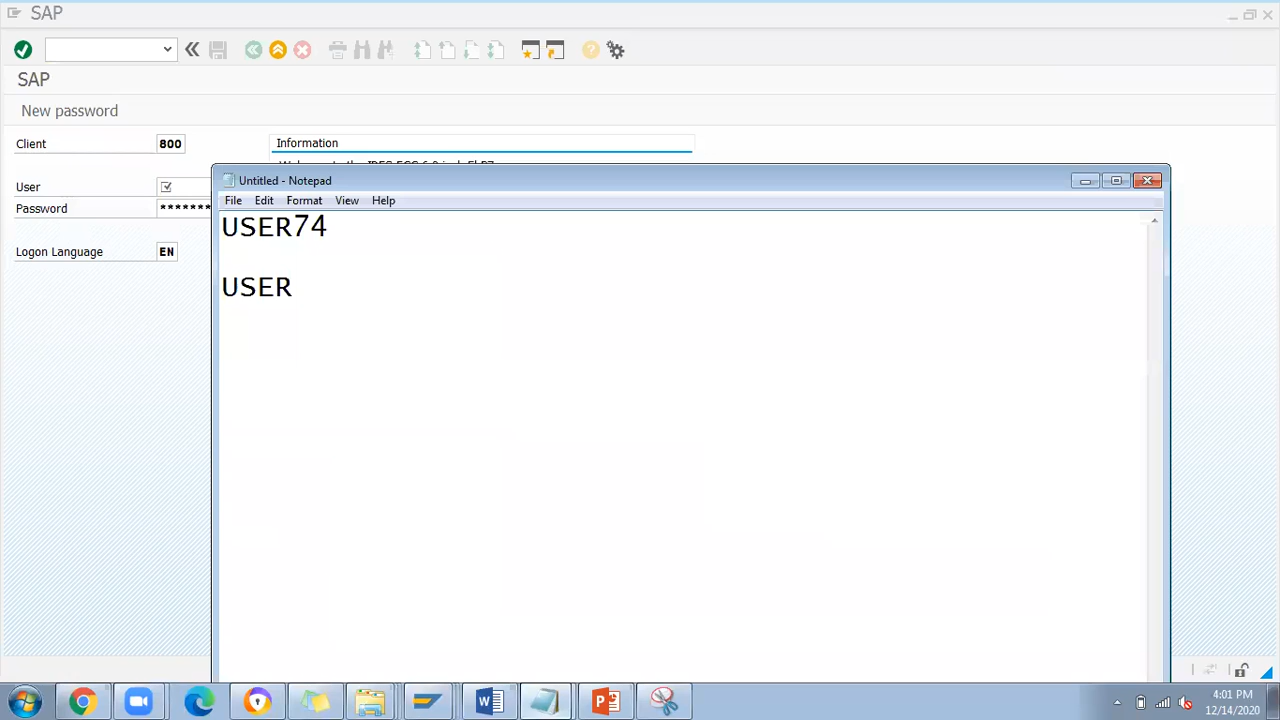 SAP
SAP
New password
Client 800
Information
User
Password ********
Logon Language EN
Untitled - Notepad
File Edit Format View Help
USER74
USER
4:01 PM
12/14/2020